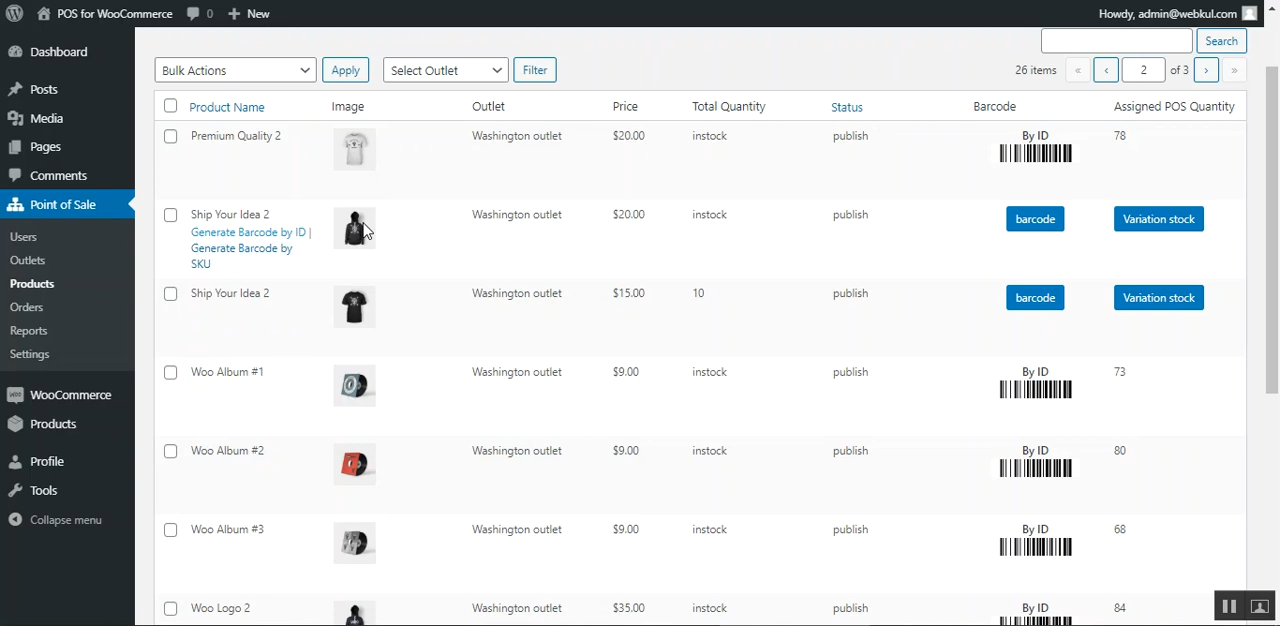 POS for WooCommerce 0 New Howdy, admin@webkul.com
Dashboard
Posts
Media
Pages
Comments
Point of Sale
Users
Outlets
Products
Orders
Reports
Settings
WooCommerce
Products
Profile
Tools
Collapse menu
Search
Bulk Actions Apply Select Outlet Filter 26 items « ‹ 2 of 3 › »
Product Name Image Outlet Price Total Quantity Status Barcode Assigned POS Quantity
Premium Quality 2 Washington outlet $20.00 instock publish By ID 78
Ship Your Idea 2 Washington outlet $20.00 instock publish barcode Variation stock
Generate Barcode by ID |
Generate Barcode by
SKU
Ship Your Idea 2 Washington outlet $15.00 10 publish barcode Variation stock
Woo Album #1 Washington outlet $9.00 instock publish By ID 73
Woo Album #2 Washington outlet $9.00 instock publish By ID 80
Woo Album #3 Washington outlet $9.00 instock publish By ID 68
Woo Logo 2 Washington outlet $35.00 instock publish By ID 84